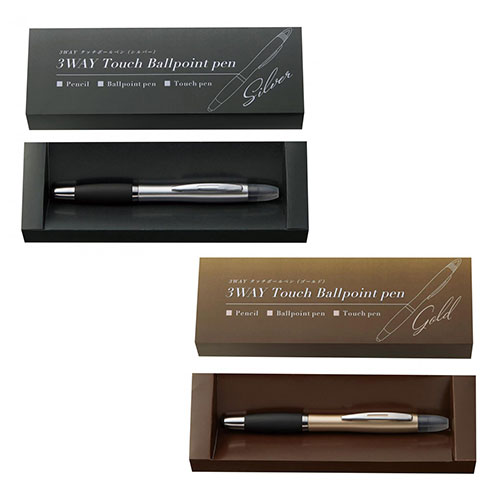 3WAY タッチボールペン(シルバー)
3WAY Touch Ballpoint pen
Pencil Ballpoint pen Touch pen
Silver
3WAY タッチボールペン(ゴールド)
3WAY Touch Ballpoint pen
Pencil Ballpoint pen Touch pen
Gold